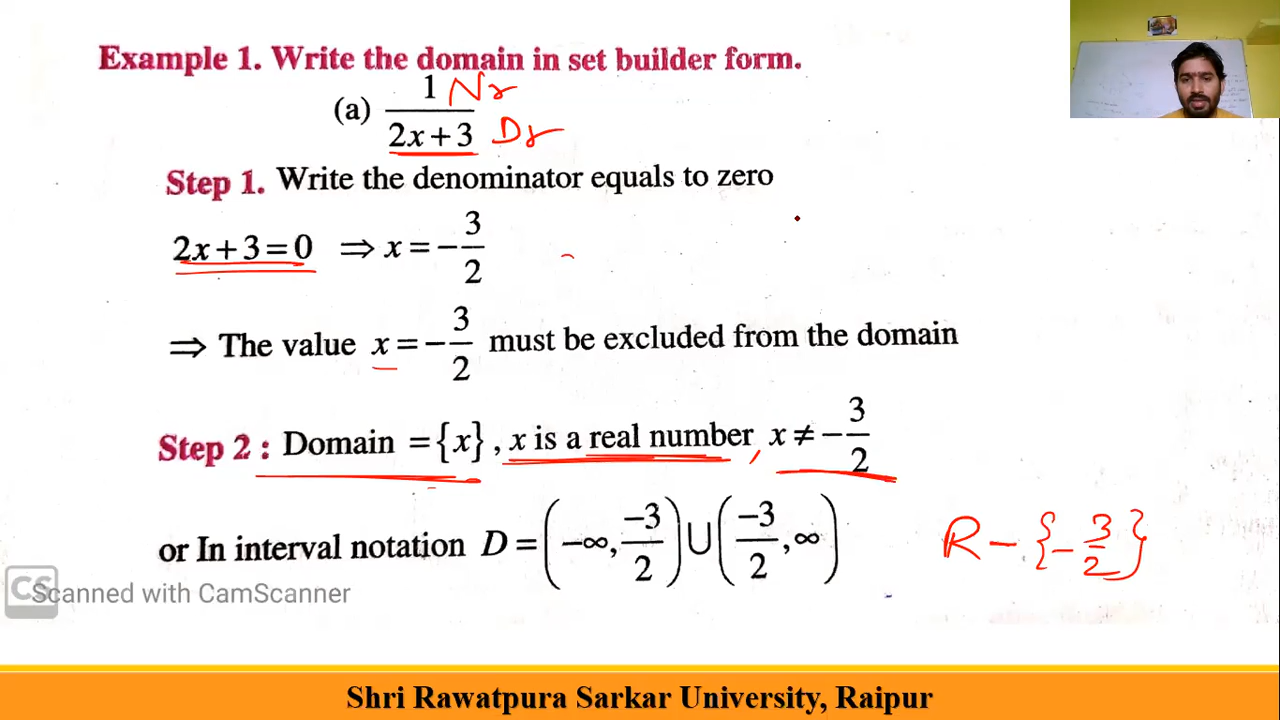 Example 1. Write the domain in set builder form.
(a) 1/(2x+3) Nr Dr
Step 1. Write the denominator equals to zero
2x+3=0 ⇒ x=-3/2
⇒ The value x=-3/2 must be excluded from the domain
Step 2 : Domain ={x}, x is a real number, x≠-3/2
or In interval notation D=(-∞, -3/2)∪(-3/2, ∞) R-{-3/2}
CS
Scanned with CamScanner
Shri Rawatpura Sarkar University, Raipur